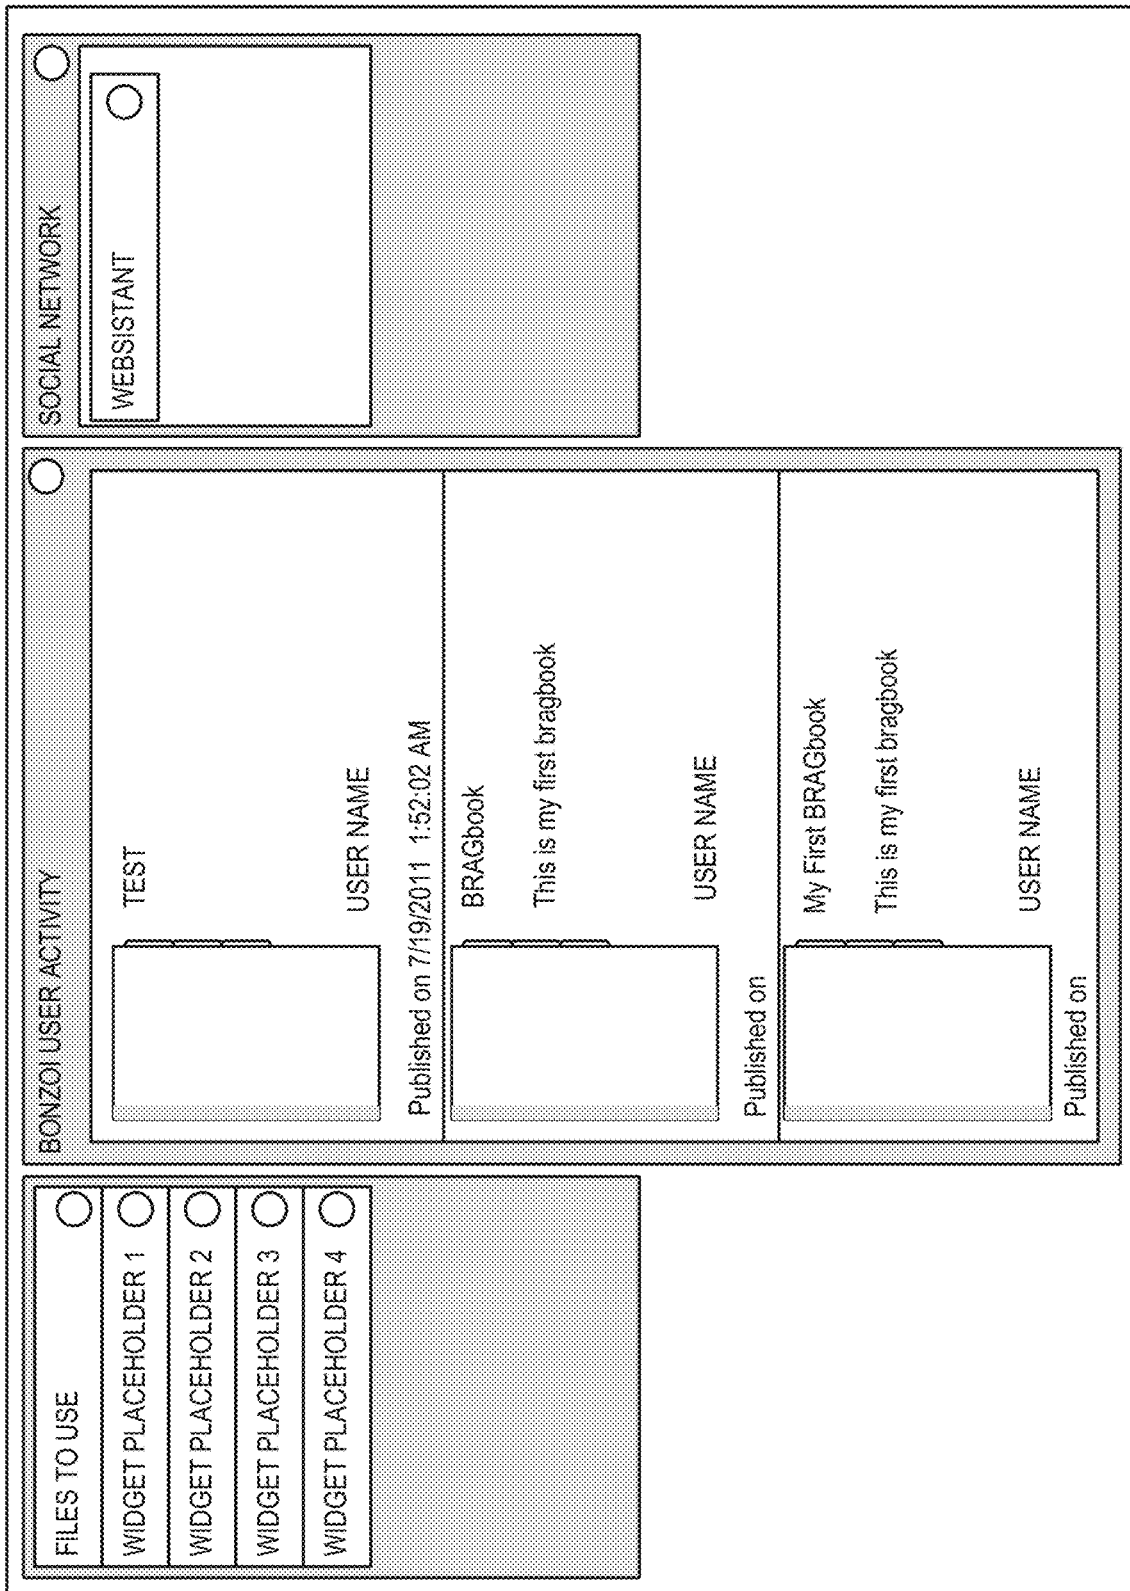 FILES TO USE
WIDGET PLACEHOLDER 1
WIDGET PLACEHOLDER 2
WIDGET PLACEHOLDER 3
WIDGET PLACEHOLDER 4
BONZOI USER ACTIVITY
TEST
USER NAME
Published on 7/19/2011 1:52:02 AM
BRAGbook
This is my first bragbook
USER NAME
Published on
My First BRAGbook
This is my first bragbook
USER NAME
Published on
SOCIAL NETWORK
WEBSISTANT